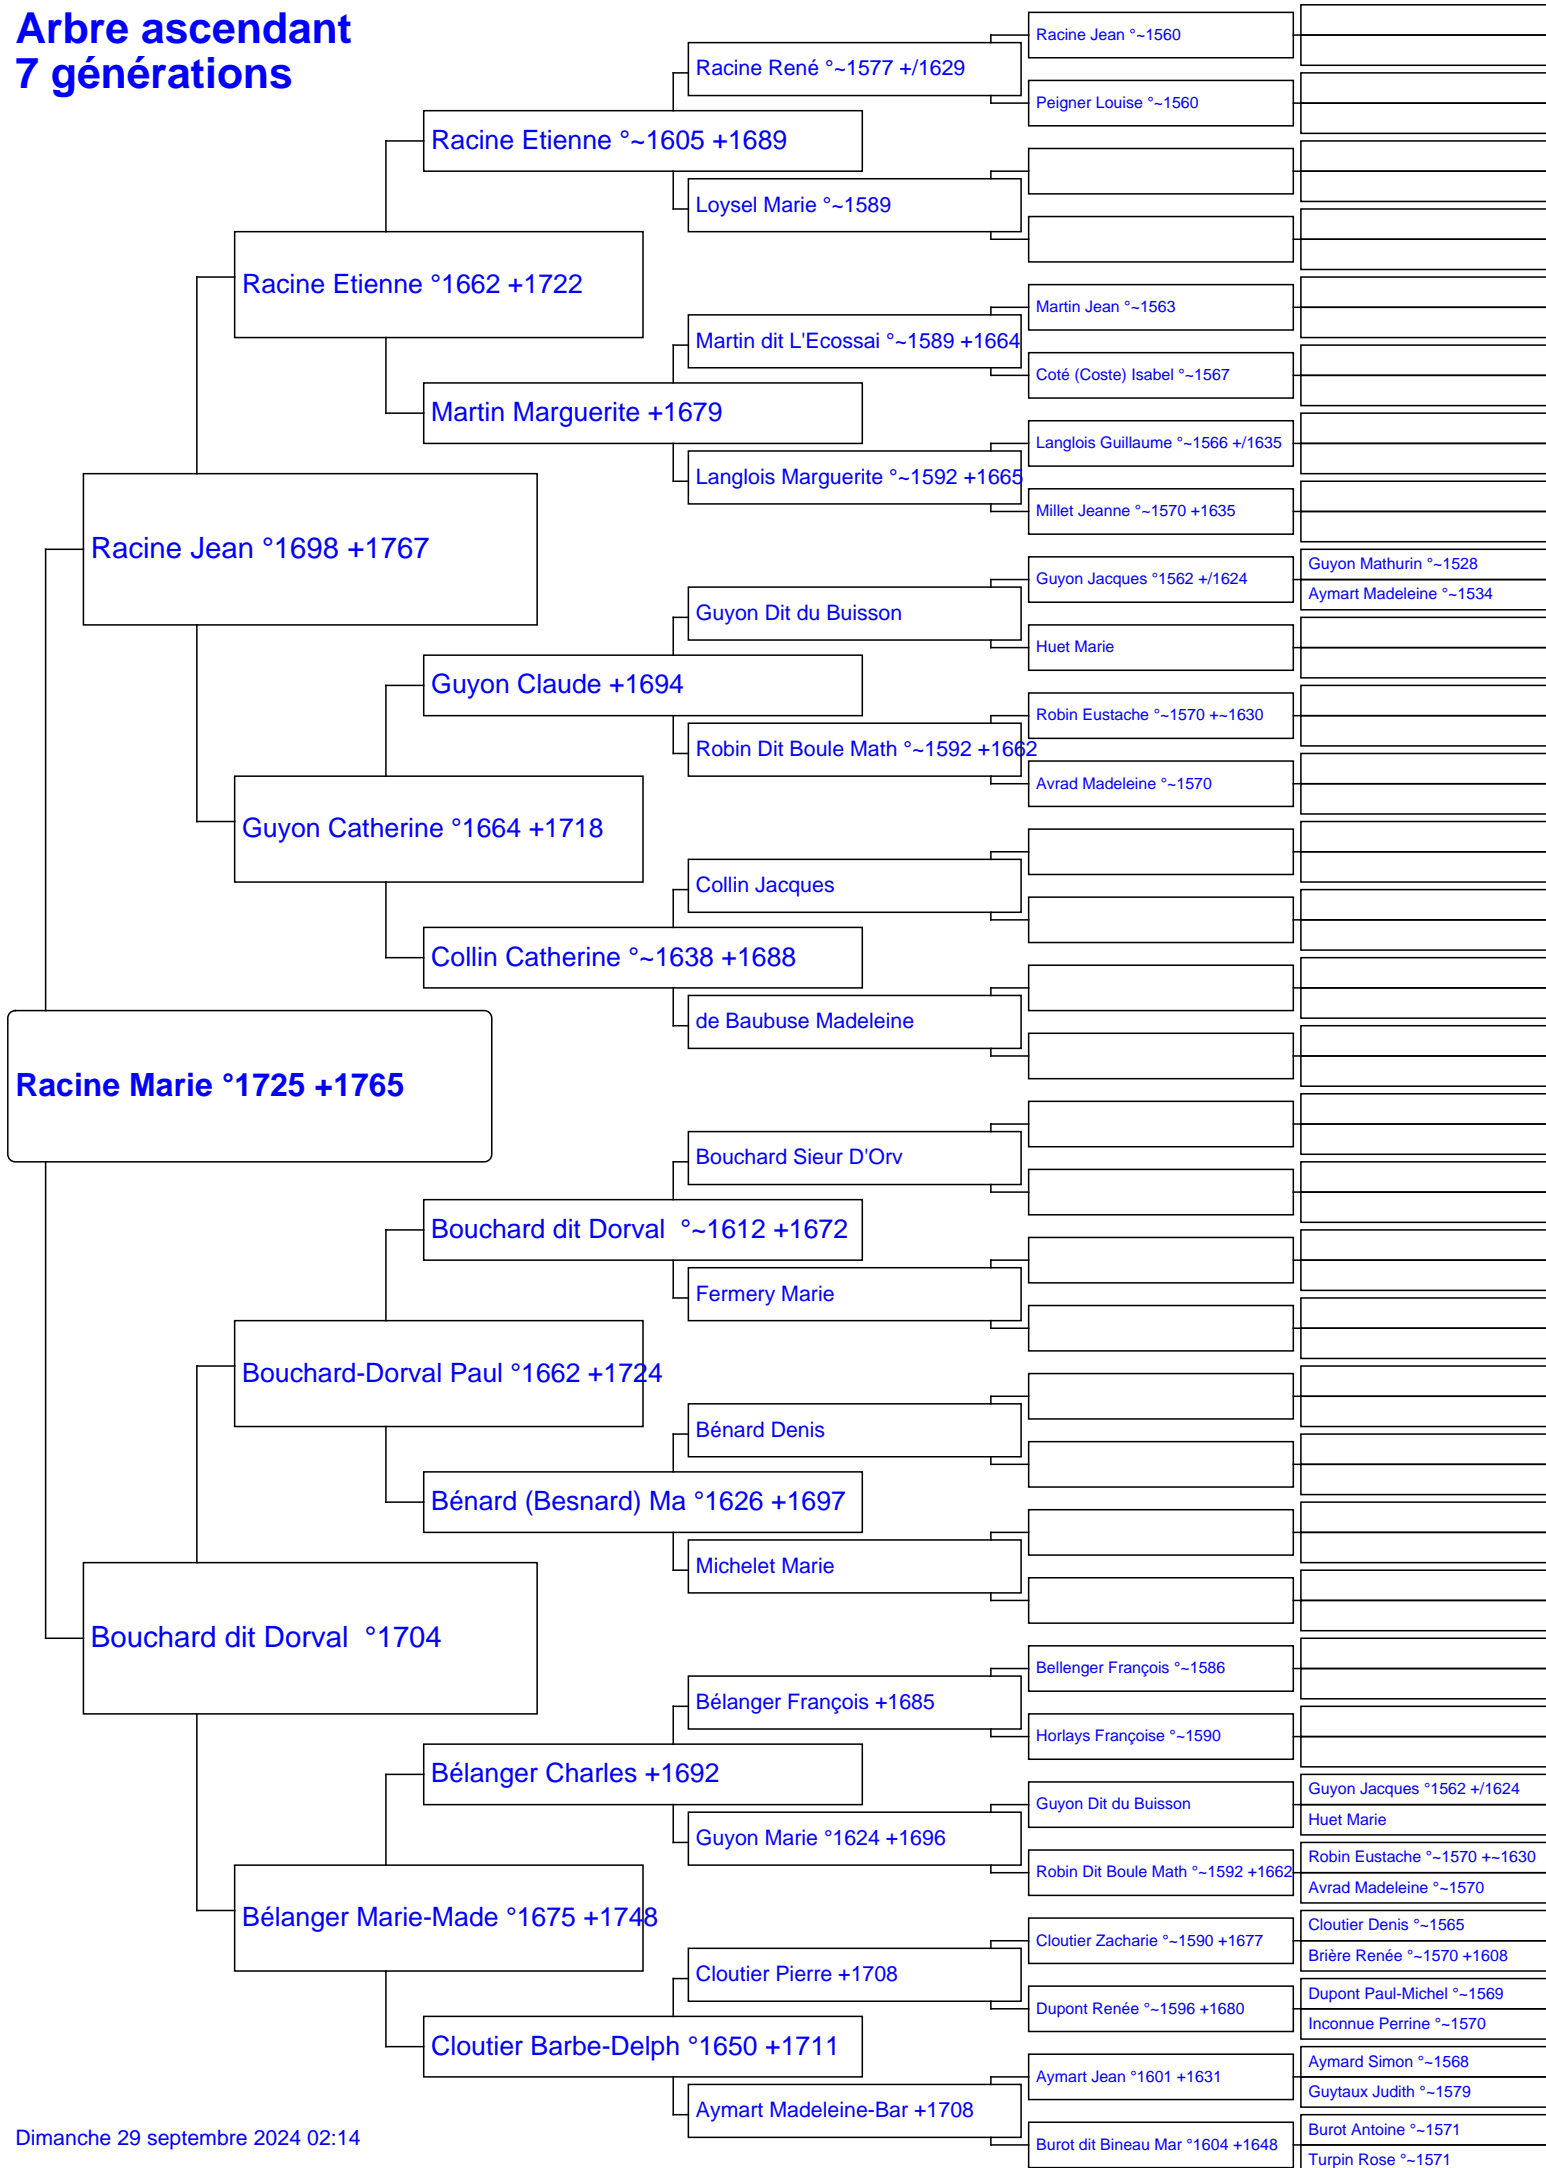 Arbre ascendant
7 générations
Racine Marie °1725 +1765
Racine Jean °1698 +1767
Bouchard dit Dorval  °1704
Racine Etienne °1662 +1722
Guyon Catherine °1664 +1718
Bouchard-Dorval Paul °1662 +1724
Bélanger Marie-Made °1675 +1748
Racine Etienne °~1605 +1689
Martin Marguerite +1679
Guyon Claude +1694
Collin Catherine °~1638 +1688
Bouchard dit Dorval  °~1612 +1672
Bénard (Besnard) Ma °1626 +1697
Bélanger Charles +1692
Cloutier Barbe-Delph °1650 +1711
Racine René °~1577 +/1629
Loysel Marie °~1589
Martin dit L'Ecossai °~1589 +1664
Langlois Marguerite °~1592 +1665
Guyon Dit du Buisson
Robin Dit Boule Math °~1592 +1662
Collin Jacques
de Baubuse Madeleine
Bouchard Sieur D'Orv
Fermery Marie
Bénard Denis
Michelet Marie
Bélanger François +1685
Guyon Marie °1624 +1696
Cloutier Pierre +1708
Aymart Madeleine-Bar +1708
Racine Jean °~1560
Peigner Louise °~1560
Martin Jean °~1563
Coté (Coste) Isabel °~1567
Langlois Guillaume °~1566 +/1635
Millet Jeanne °~1570 +1635
Guyon Jacques °1562 +/1624
Huet Marie
Robin Eustache °~1570 +~1630
Avrad Madeleine °~1570
Bellenger François °~1586
Horlays Françoise °~1590
Guyon Dit du Buisson
Robin Dit Boule Math °~1592 +1662
Cloutier Zacharie °~1590 +1677
Dupont Renée °~1596 +1680
Aymart Jean °1601 +1631
Burot dit Bineau Mar °1604 +1648
Guyon Mathurin °~1528
Aymart Madeleine °~1534
Guyon Jacques °1562 +/1624
Huet Marie
Robin Eustache °~1570 +~1630
Avrad Madeleine °~1570
Cloutier Denis °~1565
Brière Renée °~1570 +1608
Dupont Paul-Michel °~1569
Inconnue Perrine °~1570
Aymard Simon °~1568
Guytaux Judith °~1579
Burot Antoine °~1571
Turpin Rose °~1571
Dimanche 29 septembre 2024 02:14